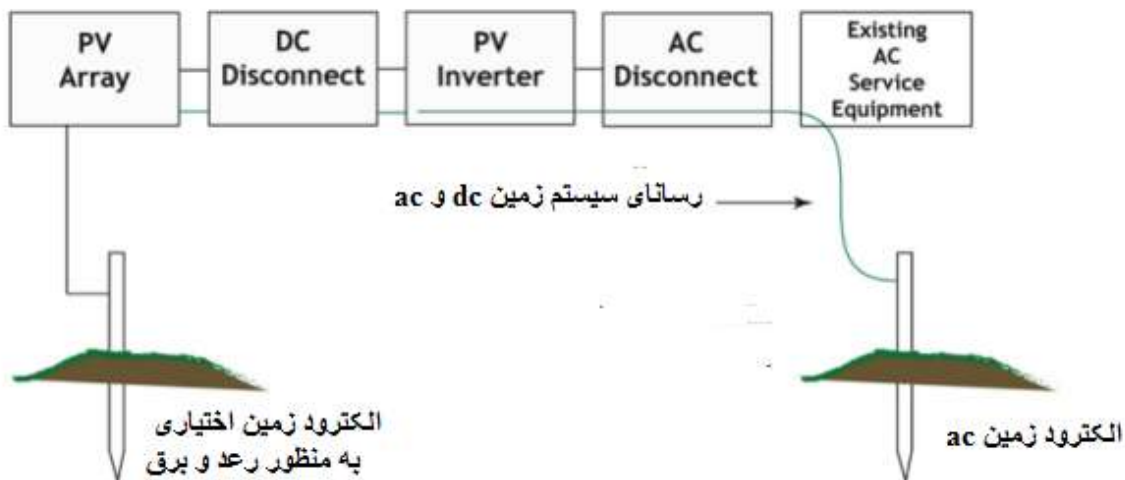 PV
Array
DC
Disconnect
PV
Inverter
AC
Disconnect
Existing
AC
Service
Equipment
رسانای سیستم زمین dc و ac
الکترود زمین اختیاری
به منظور رعد و برق
الکترود زمین ac